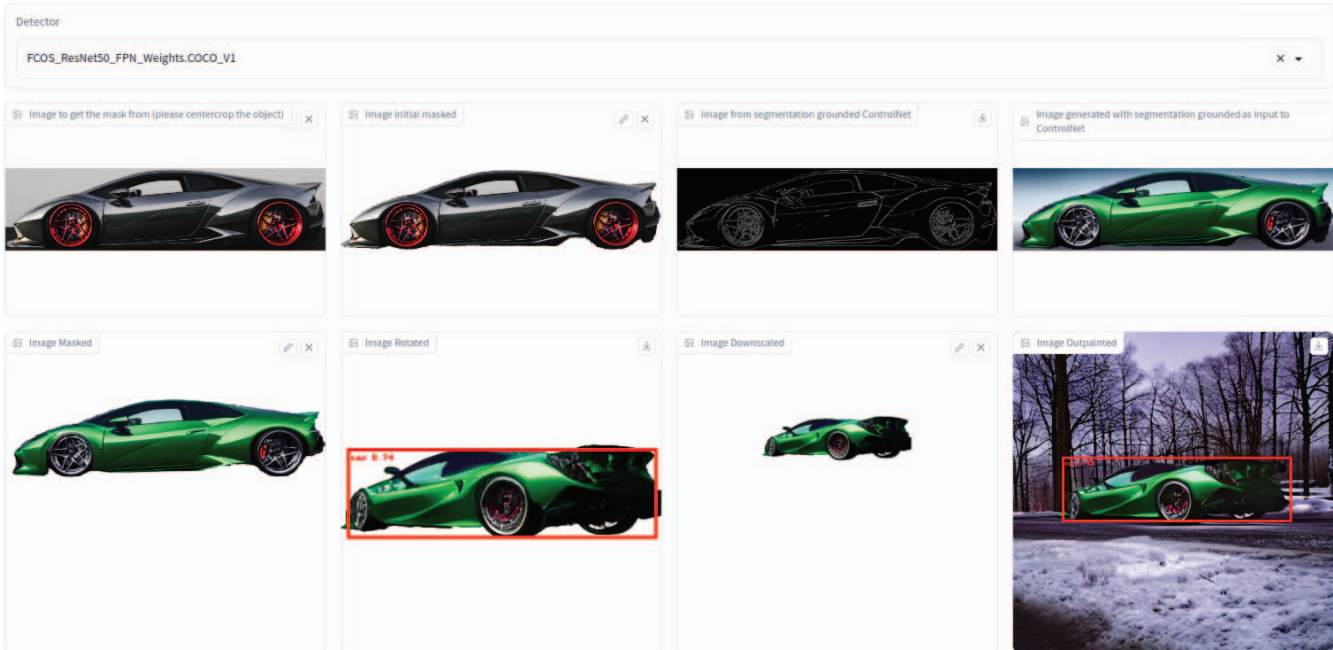 Detector
FCOS_ResNet50_FPN_Weights.COCO_V1
Image to get the mask from (please centercrop the object)
Image initial masked
Image from segmentation grounded ControlNet
Image generated with segmentation grounded as input to
ControlNet
Image Masked
Image Rotated
Image Downscaled
Image Outpainted
0.74